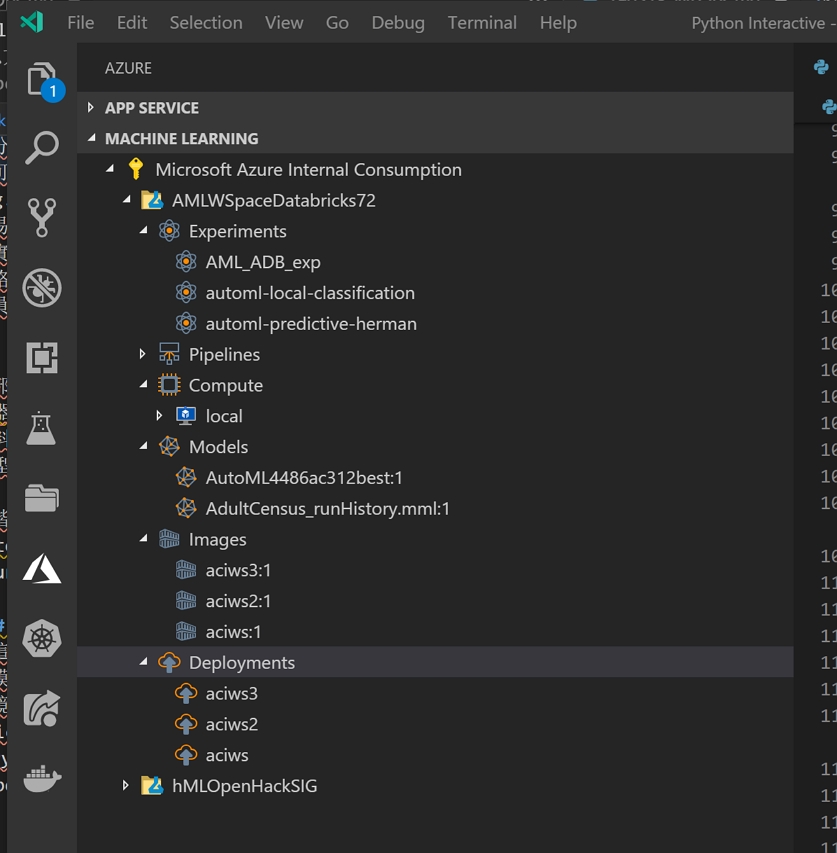 File Edit Selection View Go Debug Terminal Help Python Interactive -
1
AZURE
APP SERVICE
MACHINE LEARNING
Microsoft Azure Internal Consumption
AMLWSpaceDatabricks72
Experiments
AML_ADB_exp
automl-local-classification
automl-predictive-herman
Pipelines
Compute
local
Models
AutoML4486ac312best:1
AdultCensus_runHistory.mml:1
Images
aciws3:1
aciws2:1
aciws:1
Deployments
aciws3
aciws2
aciws
hMLOpenHackSIG